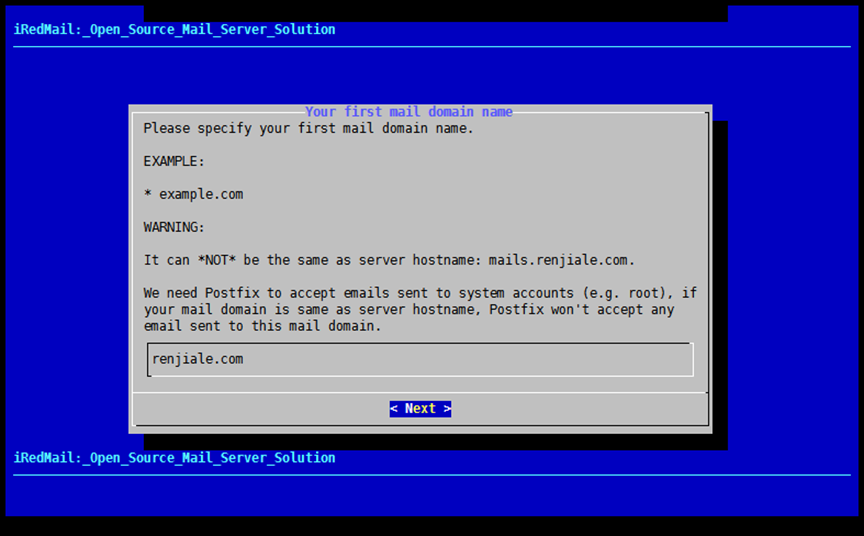 iRedMail:_Open_Source_Mail_Server_Solution
Your first mail domain name
Please specify your first mail domain name.
EXAMPLE:
* example.com
WARNING:
It can *NOT* be the same as server hostname: mails.renjiale.com.
We need Postfix to accept emails sent to system accounts (e.g. root), if
your mail domain is same as server hostname, Postfix won't accept any
email sent to this mail domain.
renjiale.com
< Next >
iRedMail:_Open_Source_Mail_Server_Solution